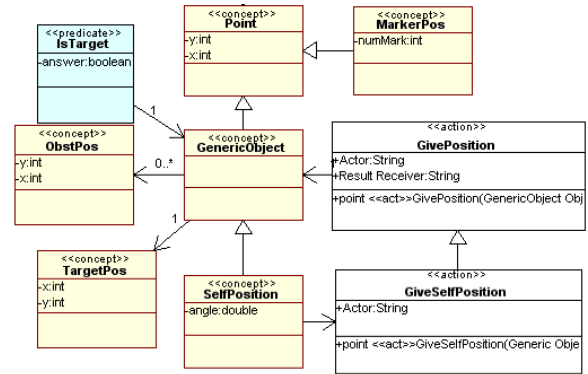 <<predicate>>
IsTarget
-answer:boolean
<<concept>>
Point
-y:int
-x:int
<<concept>>
MarkerPos
-numMark:int
1
<<concept>>
ObstPos
-y:int
-x:int
0..*
<<concept>>
GenericObject
<<action>>
GivePosition
+Actor:String
+Result Receiver:String
+point <<act>>GivePosition(GenericObject Obj
1
<<concept>>
TargetPos
-x:int
-y:int
<<concept>>
SelfPosition
-angle:double
<<action>>
GiveSelfPosition
+Actor:String
+point <<act>>GiveSelfPosition(Generic Obje